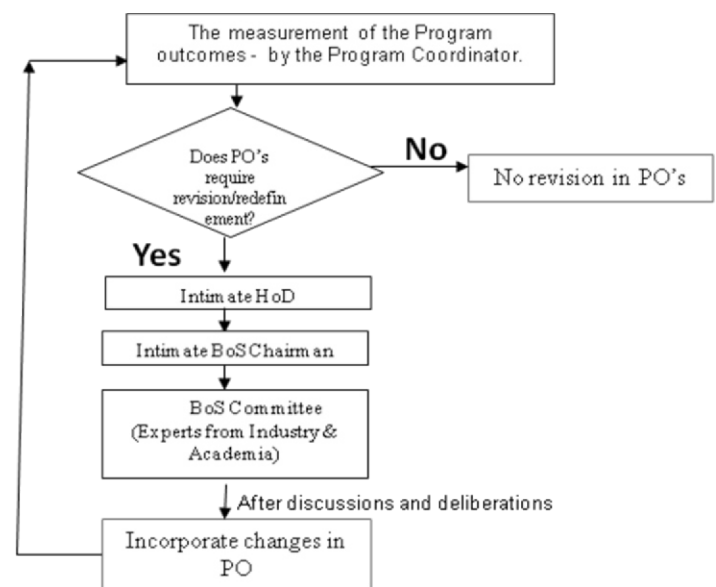 The measurement of the Program
outcomes - by the Program Coordinator.
Does PO's
require
revision/redefin
ement?
No
No revision in PO's
Yes
Intimate HoD
Intimate BoS Chairman
BoS Committee
(Experts from Industry &
Academia)
After discussions and deliberations
Incorporate changes in
PO